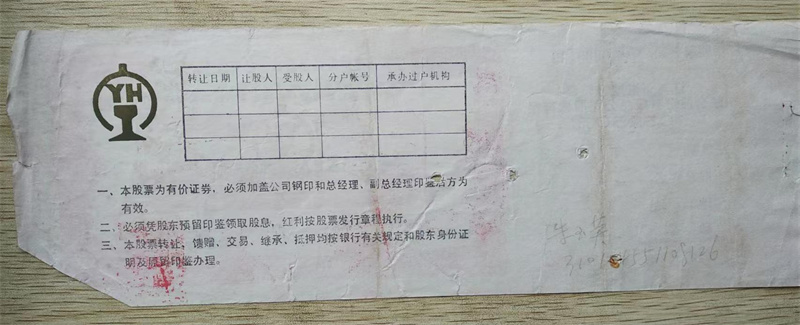 YH
转让日期 让股人 受股人 分户帐号 承办过户机构
一、本股票为有价证券，必须加盖公司钢印和总经理、副总经理印鉴后方为
有效。
二、必须凭股东预留印鉴领取股息，红利按股票发行章程执行。
三、本股票转让，馈赠、交易、继承、抵押均按银行有关规定和股东身份证
明及预留印鉴办理。